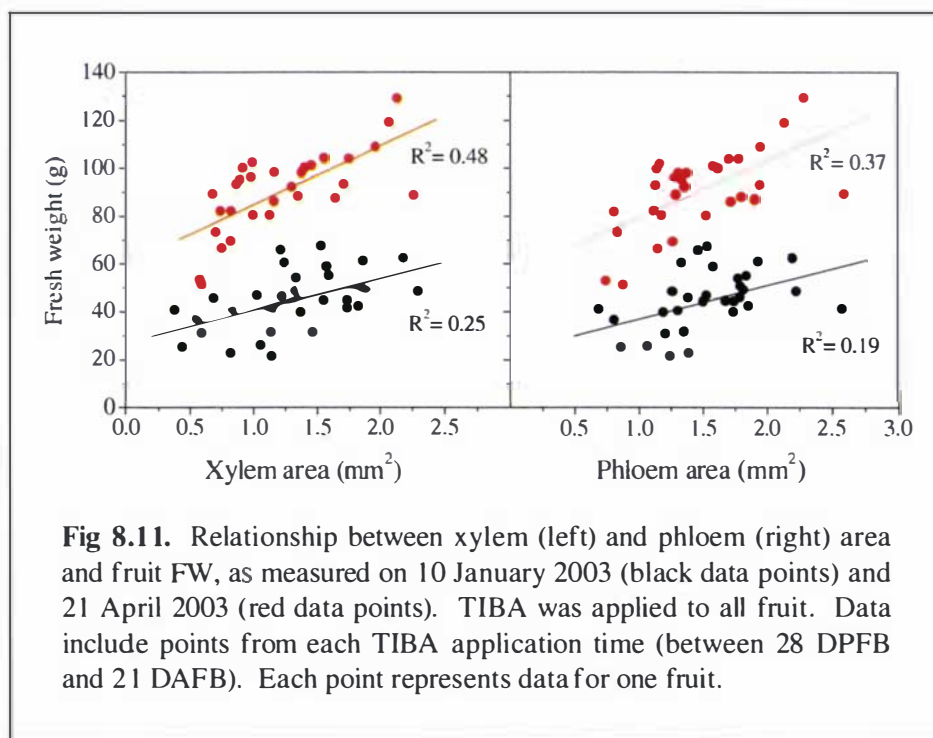 140
120
100
80
60
40
20
0
Fresh weight (g)
R²= 0.48
R²= 0.25
R²= 0.37
R²= 0.19
0.0 0.5 1.0 1.5 2.0 2.5
0.5 1.0 1.5 2.0 2.5 3.0
Xylem area (mm²)
Phloem area (mm²)
Fig 8.11. Relationship between xylem (left) and phloem (right) area
and fruit FW, as measured on 10 January 2003 (black data points) and
21 April 2003 (red data points). TIBA was applied to all fruit. Data
include points from each TIBA application time (between 28 DPFB
and 21 DAFB). Each point represents data for one fruit.